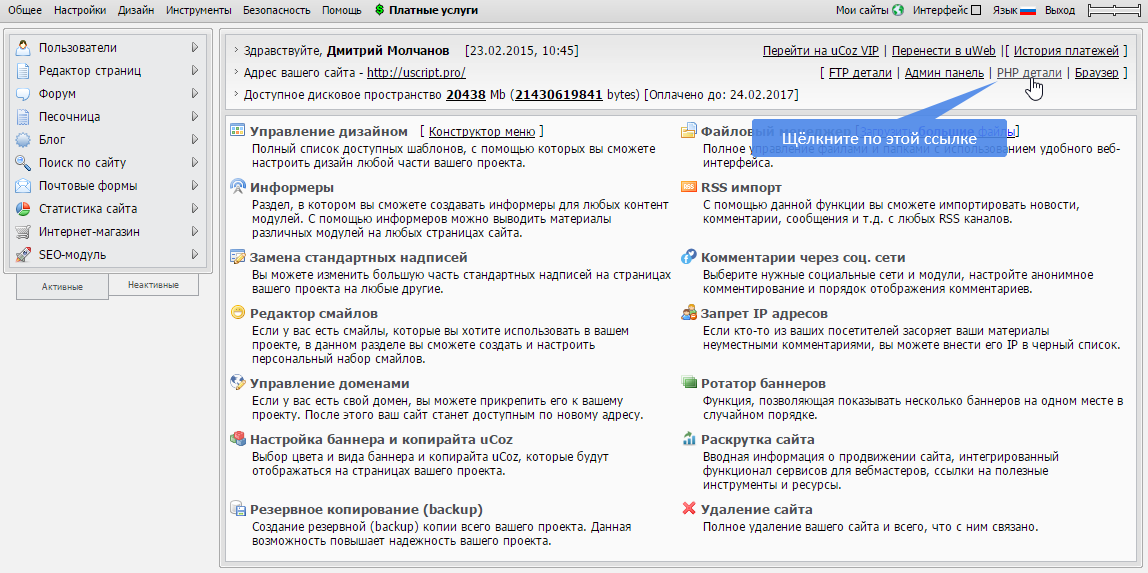 Общее Настройки Дизайн Инструменты Безопасность Помощь Платные услуги Мои сайты Интерфейс Язык Выход
Пользователи
Редактор страниц
Форум
Песочница
Блог
Поиск по сайту
Почтовые формы
Статистика сайта
Интернет-магазин
SEO-модуль
Активные Неактивные
Здравствуйте, Дмитрий Молчанов [23.02.2015, 10:45] Перейти на uCoz VIP | Перенести в uWeb |[ История платежей ]
Адрес вашего сайта - http://uscript.pro/ [ FTP детали | Админ панель | PHP детали | Браузер ]
Доступное дисковое пространство 20438 Mb (21430619841 bytes) [Оплачено до: 24.02.2017]
Щёлкните по этой ссылке
Управление дизайном [ Конструктор меню ]
Полный список доступных шаблонов, с помощью которых вы сможете
настроить дизайн любой части вашего проекта.
Информеры
Раздел, в котором вы сможете создавать информеры для любых контент
модулей. С помощью информеров можно выводить материалы
различных модулей на любых страницах сайта.
Замена стандартных надписей
Вы можете изменить большую часть стандартных надписей на страницах
вашего проекта на любые другие.
Редактор смайлов
Если у вас есть смайлы, которые вы хотите использовать в вашем
проекте, в данном разделе вы сможете создать и настроить
персональный набор смайлов.
Управление доменами
Если у вас есть свой домен, вы можете прикрепить его к вашему
проекту. После этого ваш сайт станет доступным по новому адресу.
Настройка баннера и копирайта uCoz
Выбор цвета и вида баннера и копирайта uCoz, которые будут
отображаться на страницах вашего проекта.
Резервное копирование (backup)
Создание резервной (backup) копии всего вашего проекта. Данная
возможность повышает надежность вашего проекта.
Файловый менеджер [Загрузить большие файлы]
Полное управление файлами и папками с использованием удобного веб-
интерфейса.
RSS импорт
С помощью данной функции вы сможете импортировать новости,
комментарии, сообщения и т.д. с любых RSS каналов.
Комментарии через соц. сети
Выберите нужные социальные сети и модули, настройте анонимное
комментирование и порядок отображения комментариев.
Запрет IP адресов
Если кто-то из ваших посетителей засоряет ваши материалы
неуместными комментариями, вы можете внести его IP в черный список.
Ротатор баннеров
Функция, позволяющая показывать несколько баннеров на одном месте в
случайном порядке.
Раскрутка сайта
Вводная информация о продвижении сайта, интегрированный
функционал сервисов для вебмастеров, ссылки на полезные
инструменты и ресурсы.
Удаление сайта
Полное удаление вашего сайта и всего, что с ним связано.